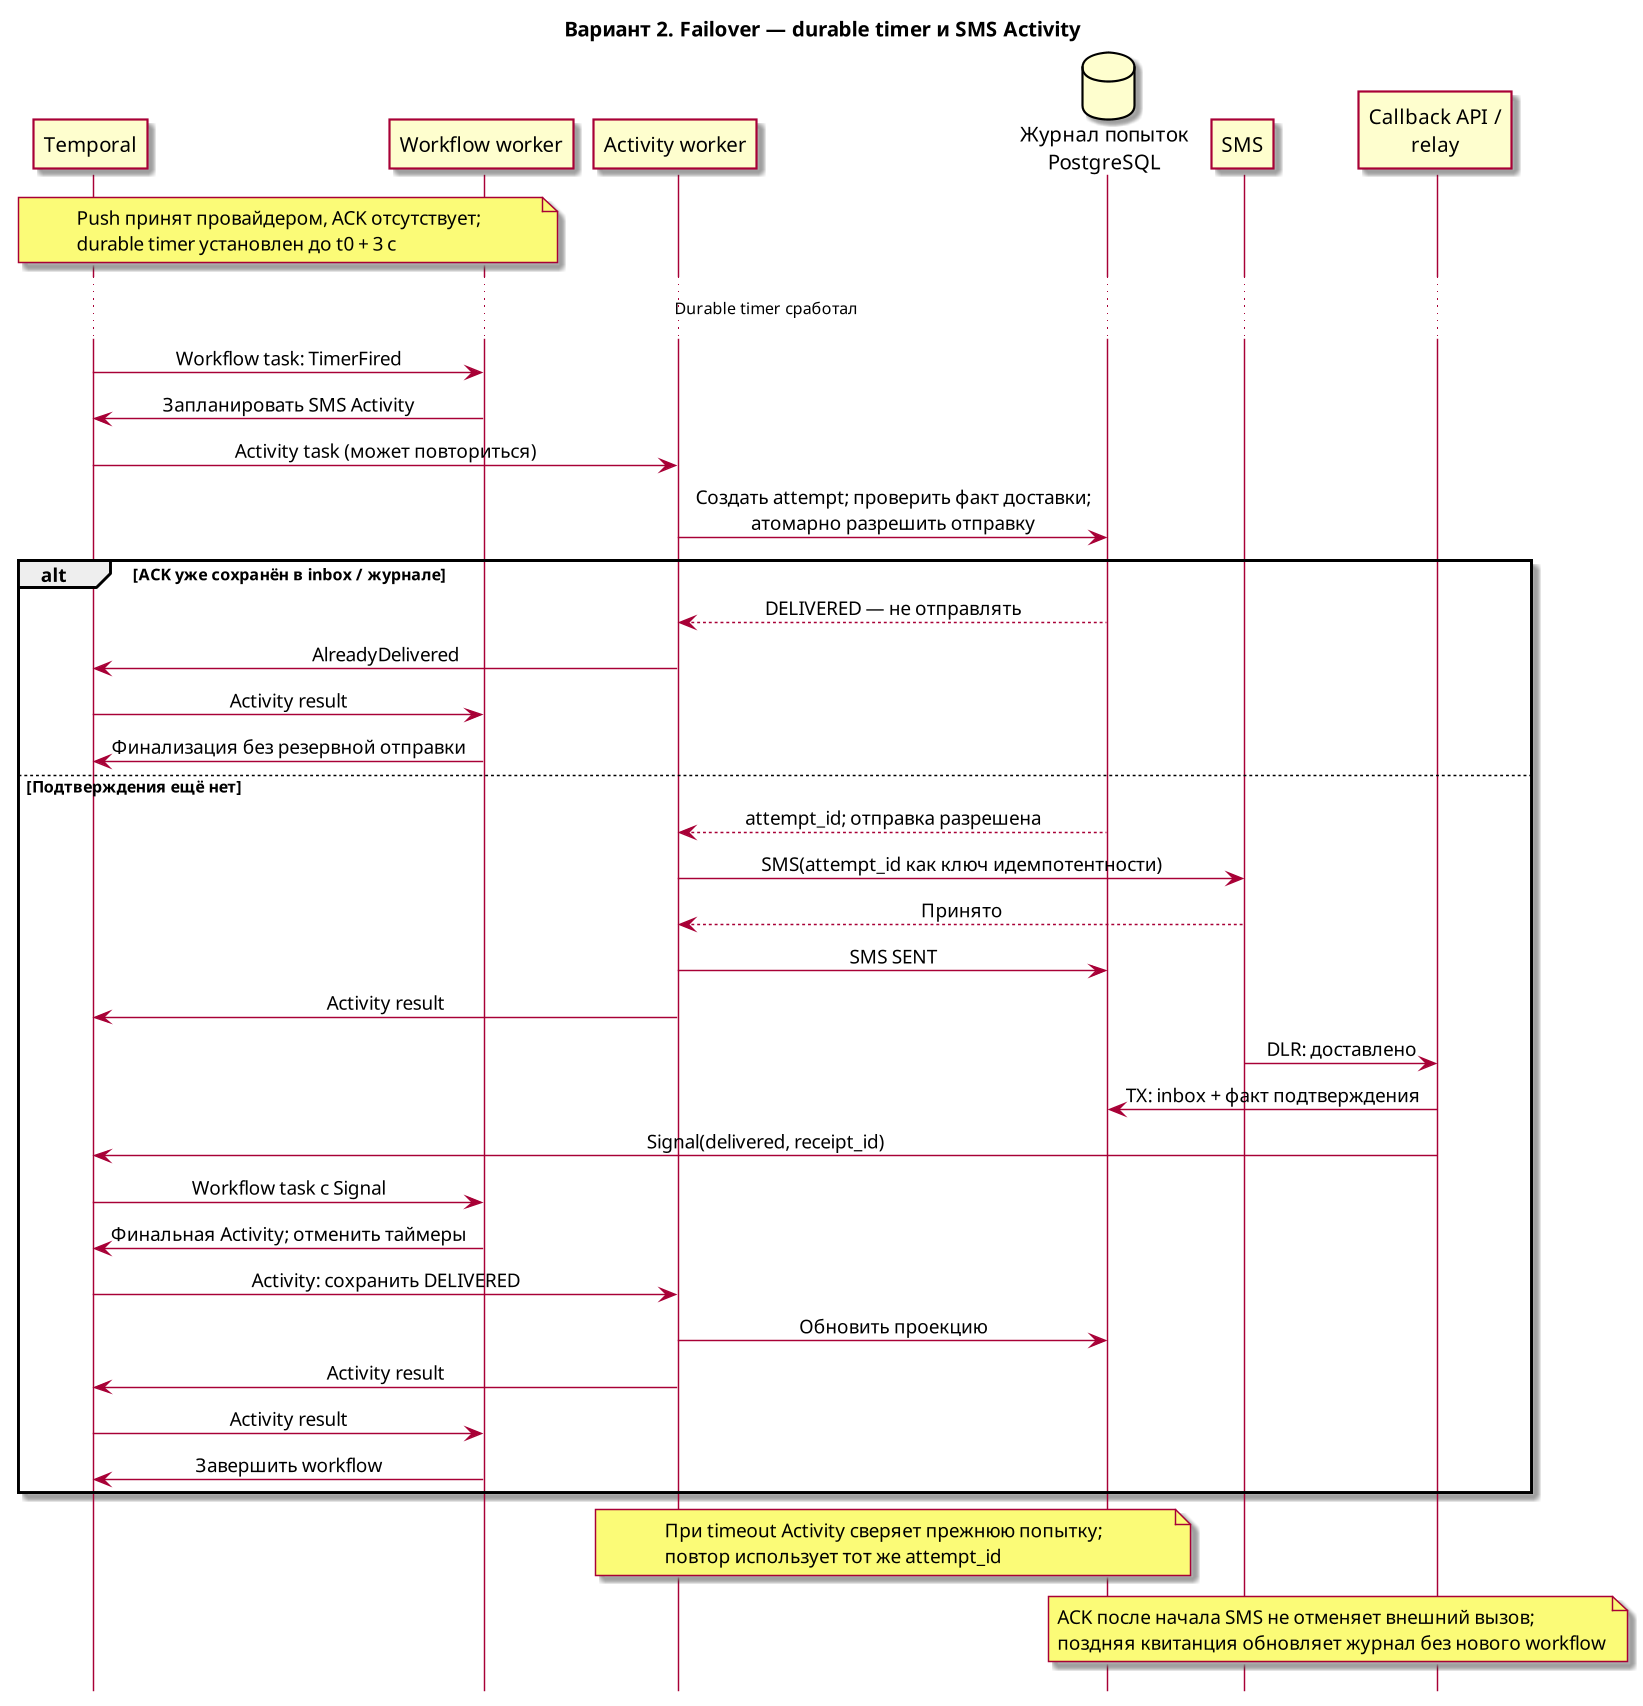 Вариант 2. Failover — durable timer и SMS Activity
Temporal
Workflow worker
Activity worker
Журнал попыток
PostgreSQL
SMS
Callback API /
relay
Push принят провайдером, ACK отсутствует;
durable timer установлен до t0 + 3 с
Durable timer сработал
Workflow task: TimerFired
Запланировать SMS Activity
Activity task (может повториться)
Создать attempt; проверить факт доставки;
атомарно разрешить отправку
alt [ACK уже сохранён в inbox / журнале]
DELIVERED — не отправлять
AlreadyDelivered
Activity result
Финализация без резервной отправки
[Подтверждения ещё нет]
attempt_id; отправка разрешена
SMS(attempt_id как ключ идемпотентности)
Принято
SMS SENT
Activity result
DLR: доставлено
TX: inbox + факт подтверждения
Signal(delivered, receipt_id)
Workflow task с Signal
Финальная Activity; отменить таймеры
Activity: сохранить DELIVERED
Обновить проекцию
Activity result
Activity result
Завершить workflow
При timeout Activity сверяет прежнюю попытку;
повтор использует тот же attempt_id
ACK после начала SMS не отменяет внешний вызов;
поздняя квитанция обновляет журнал без нового workflow